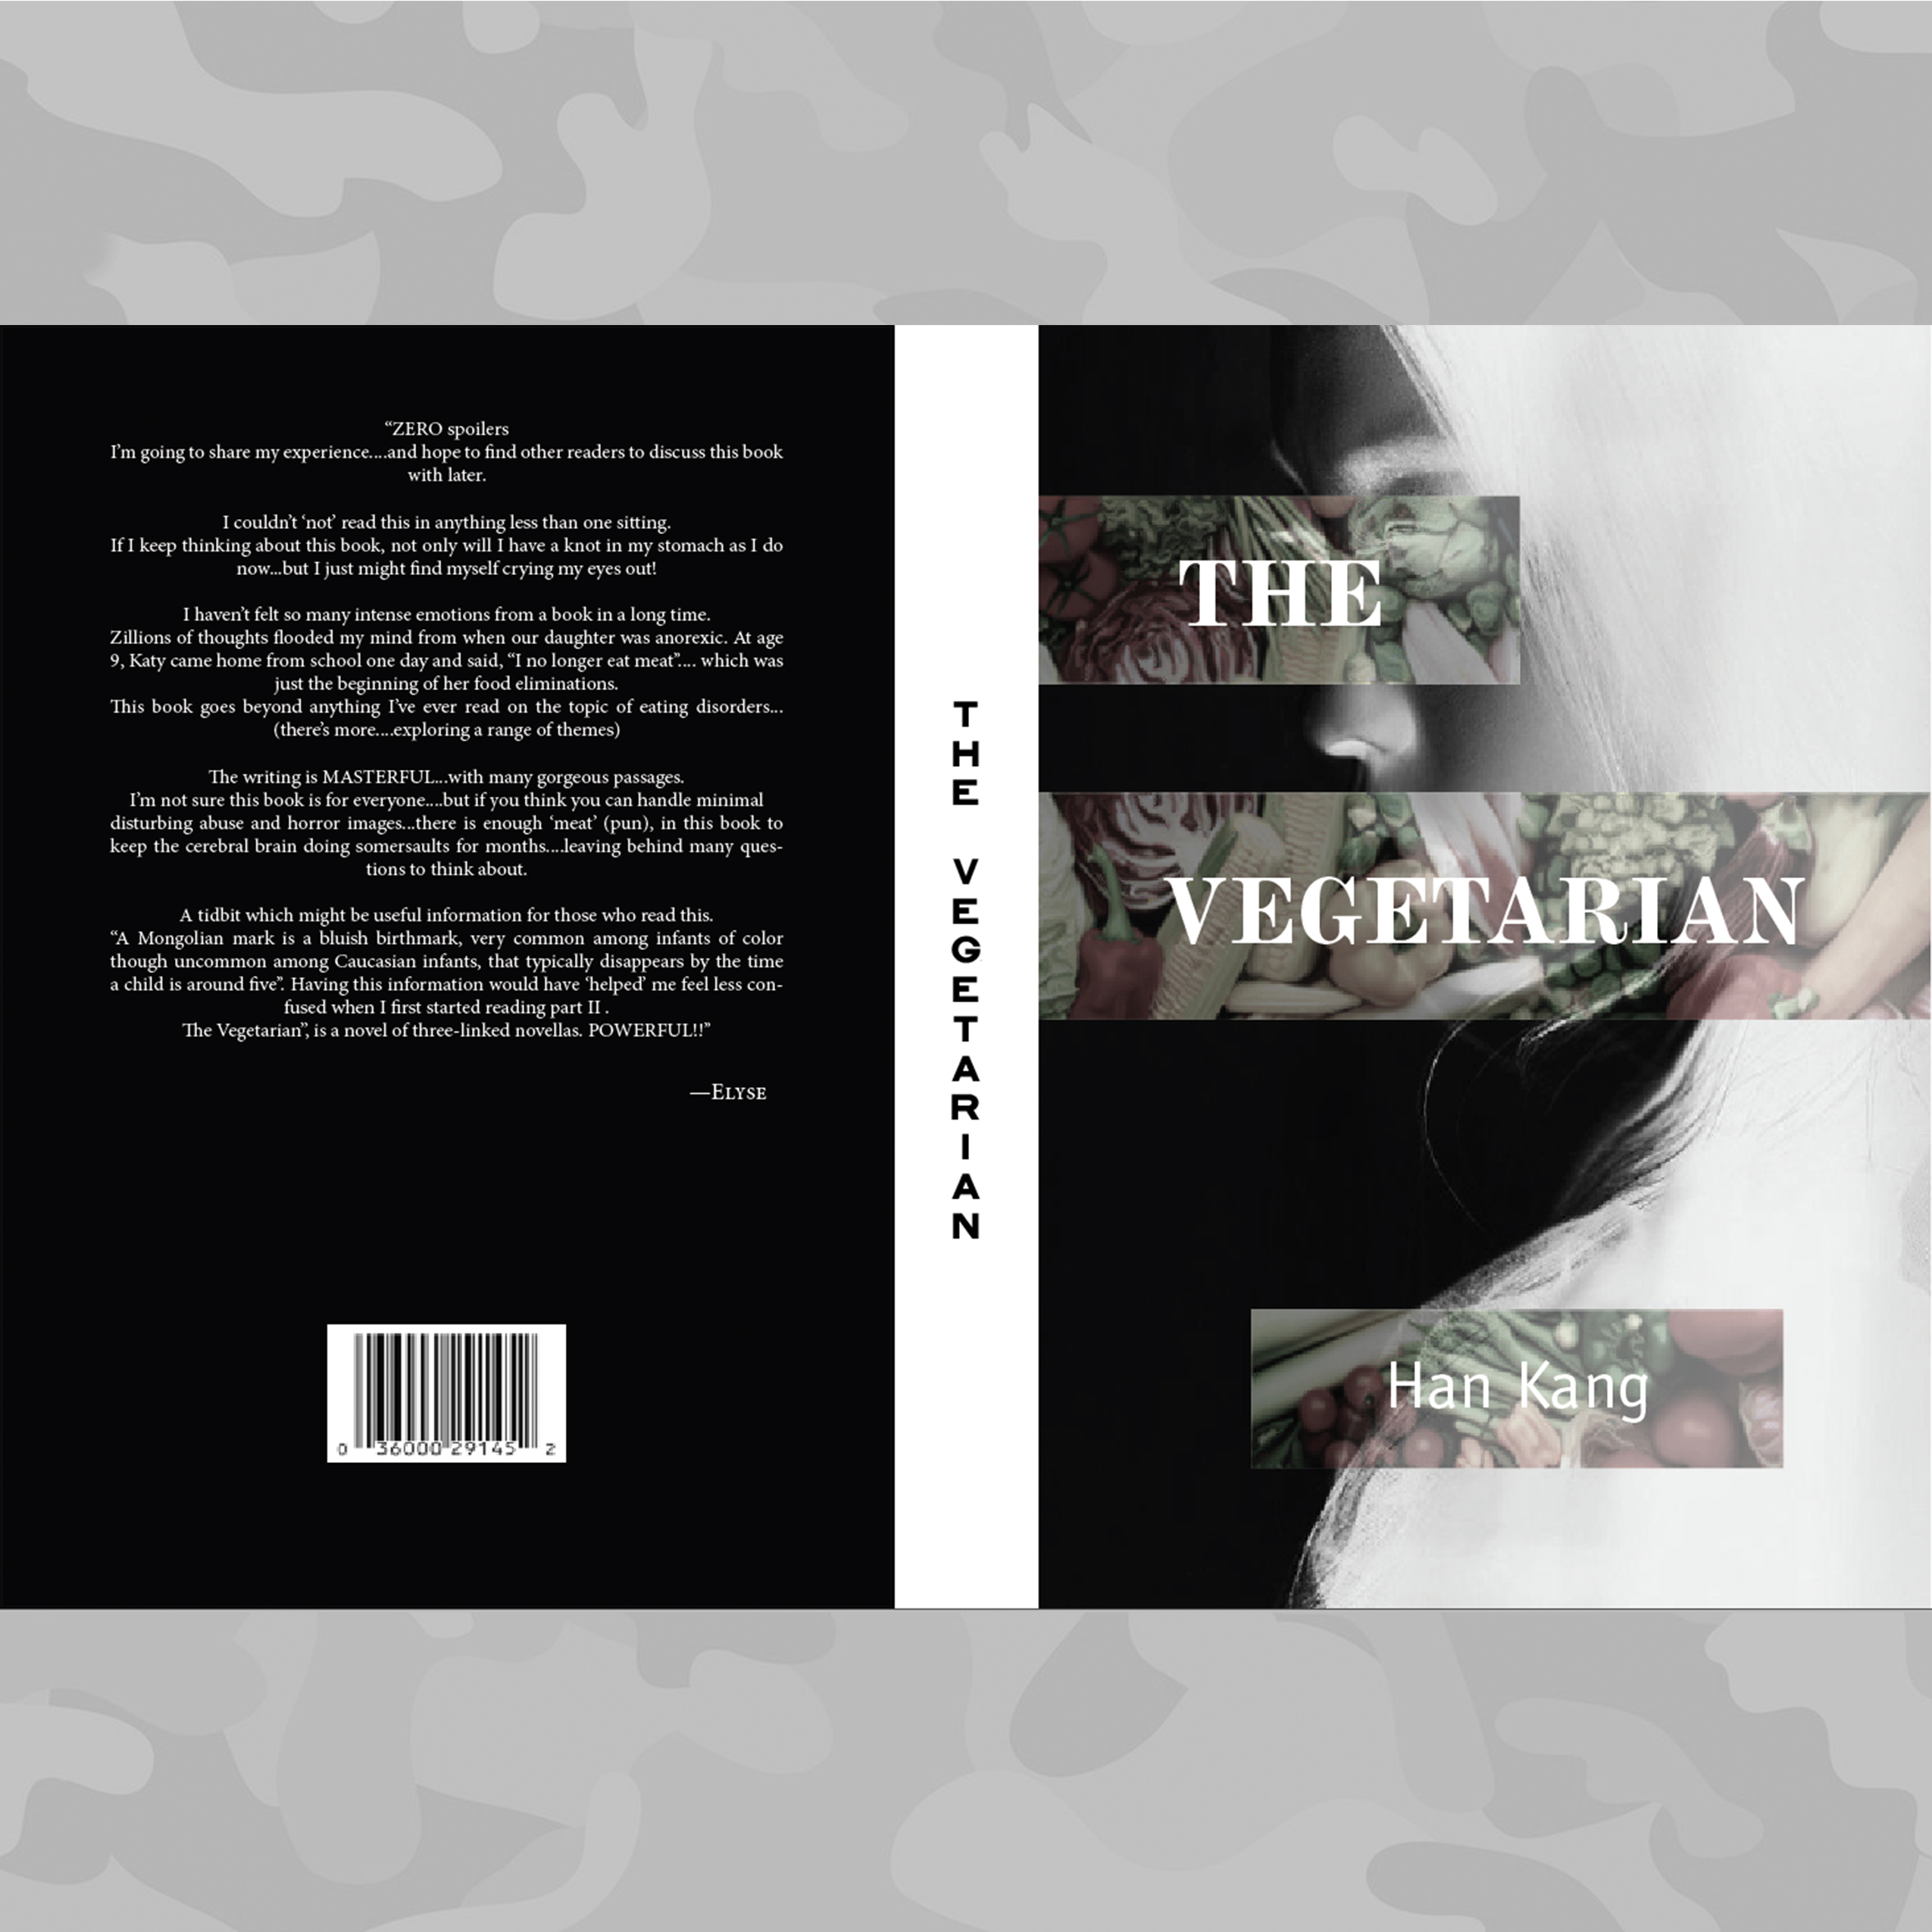 “ZERO spoilers
I’m going to share my experience....and hope to find other readers to discuss this book
with later.
I couldn’t ‘not’ read this in anything less than one sitting.
If I keep thinking about this book, not only will I have a knot in my stomach as I do
now...but I just might find myself crying my eyes out!
I haven’t felt so many intense emotions from a book in a long time.
Zillions of thoughts flooded my mind from when our daughter was anorexic. At age
9, Katy came home from school one day and said, “I no longer eat meat”.... which was
just the beginning of her food eliminations.
This book goes beyond anything I’ve ever read on the topic of eating disorders...
(there’s more....exploring a range of themes)
The writing is MASTERFUL...with many gorgeous passages.
I’m not sure this book is for everyone....but if you think you can handle minimal
disturbing abuse and horror images...there is enough ‘meat’ (pun), in this book to
keep the cerebral brain doing somersaults for months....leaving behind many ques-
tions to think about.
A tidbit which might be useful information for those who read this.
“A Mongolian mark is a bluish birthmark, very common among infants of color
though uncommon among Caucasian infants, that typically disappears by the time
a child is around five”. Having this information would have ‘helped’ me feel less con-
fused when I first started reading part II .
The Vegetarian”, is a novel of three-linked novellas. POWERFUL!!”
—Elyse
0 36000 29145 2
THE VEGETARIAN
THE
VEGETARIAN
Han Kang